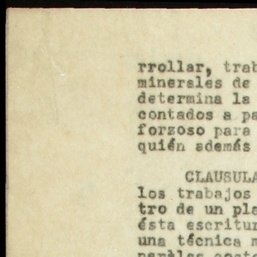 rrollar, trab
minerales de
determina la
contados a pa
forzoso para
quién además
CLAUSULA
los trabajos
tro de un pla
ésta escritur
una técnica m